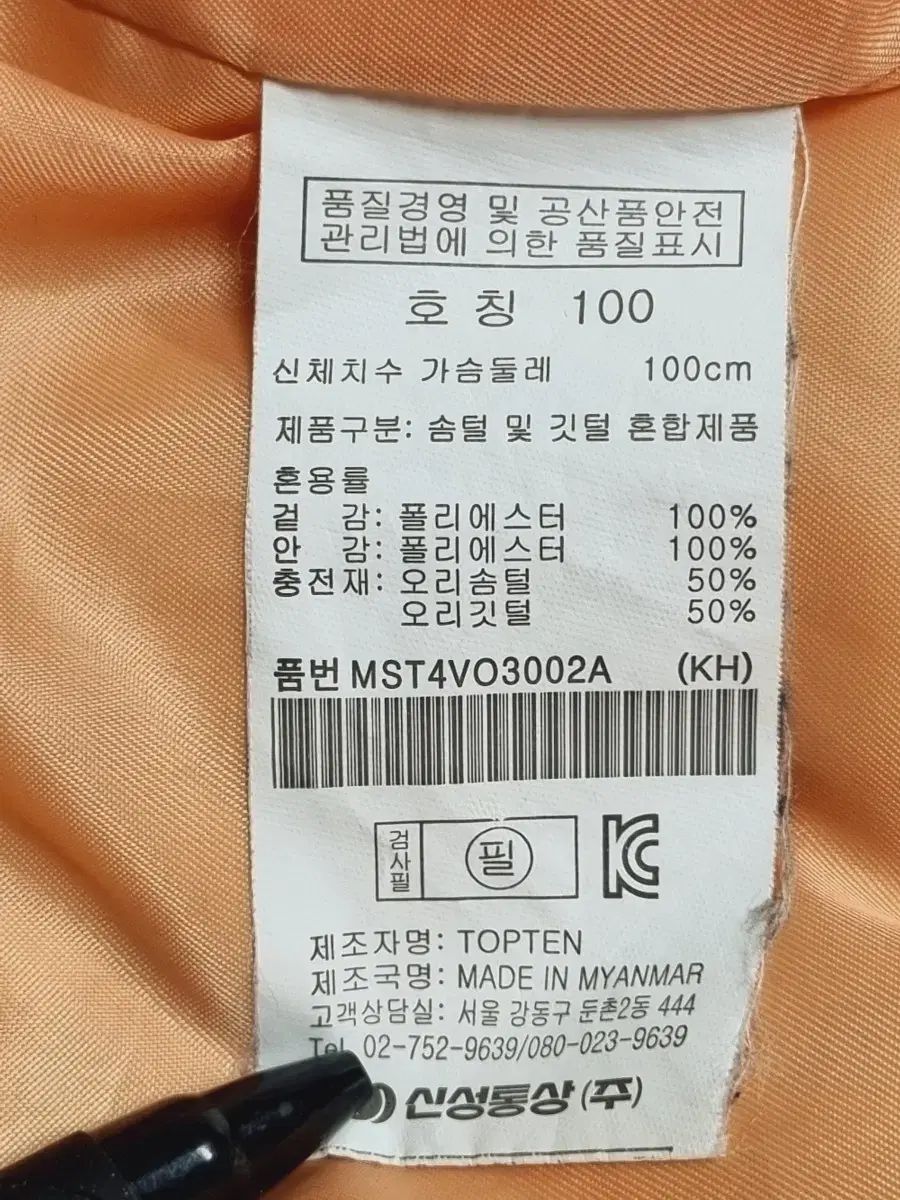 품질경영 및 공산품안전
관리법에 의한 품질표시
호 칭 100
신체치수 가슴둘레 100cm
제품구분: 솜털 및 깃털 혼합제품
혼용률
겉 감: 폴리에스터 100%
안 감: 폴리에스터 100%
충전재: 오리솜털 50%
오리깃털 50%
품번 MST4VO3002A (KH)
검사필 필
제조자명: TOPTEN
제조국명: MADE IN MYANMAR
고객상담실: 서울 강동구 둔촌2동 444
Tel 02-752-9639/080-023-9639
신성통상 (주)